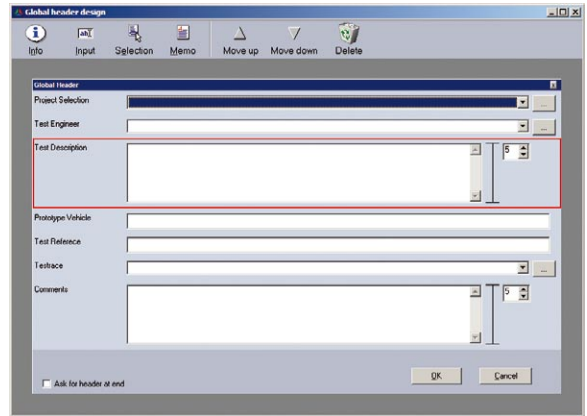 Global header design
Info Input Selection Memo Move up Move down Delete
Global Header
Project Selection
...
Test Engineer
...
Test Description
5
Prototype Vehicle
Test Referece
Testrace
...
Comments
5
Ask for header at end
OK Cancel